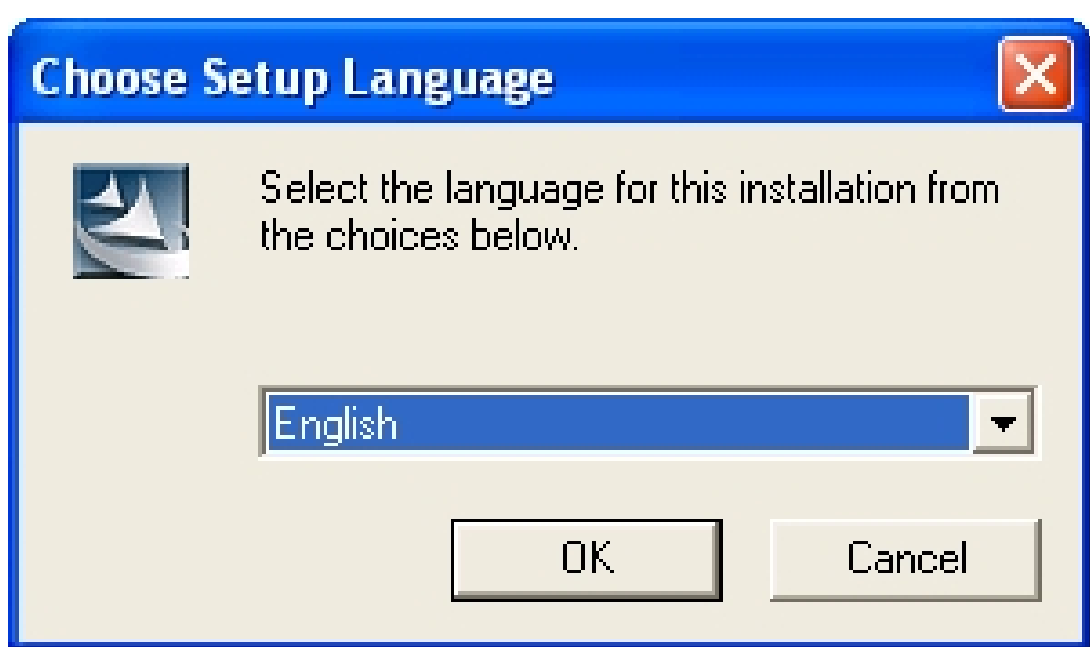 Choose Setup Language
Select the language for this installation from
the choices below.
English
OK
Cancel